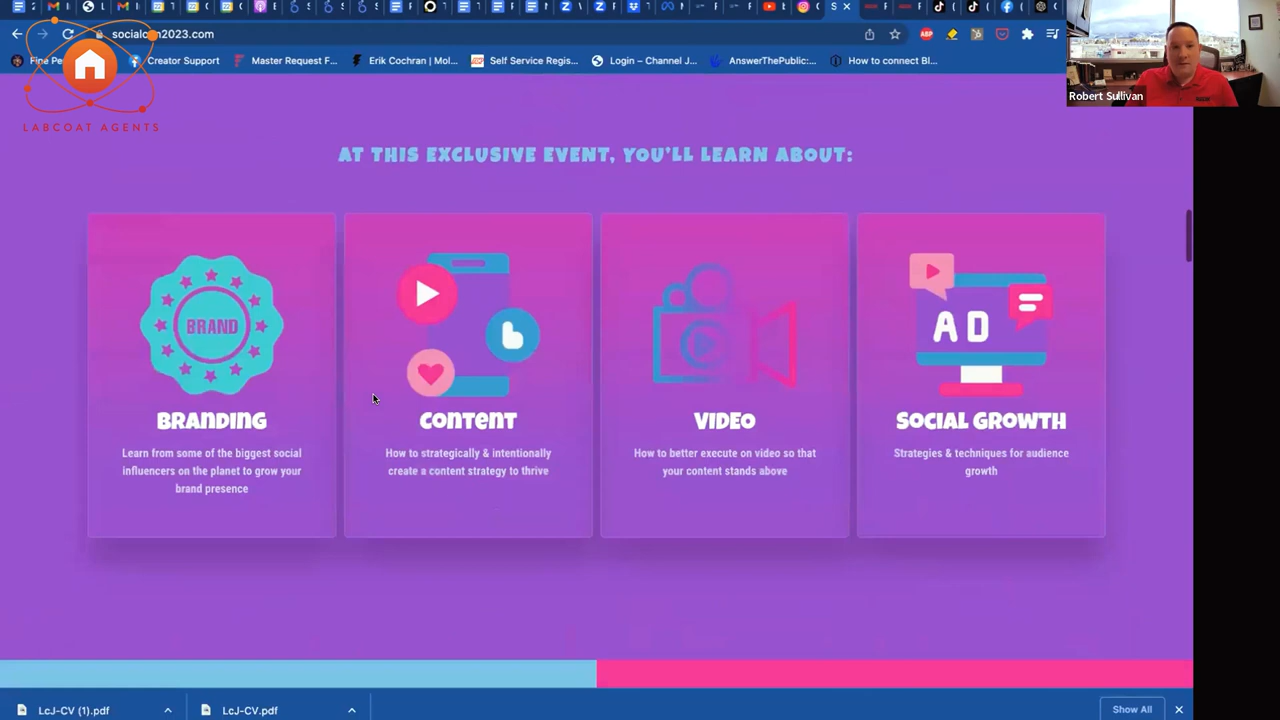 socialcon2023.com
Creator Support
Master Request F...
Erik Cochran | Mol...
Self Service Regis...
Login – Channel J...
AnswerThePublic:...
How to connect Bl...
ABP
Robert Sullivan
LABCOAT AGENTS
AT THIS EXCLUSIVE EVENT, YOU'LL LEARN ABOUT:
BRAND
BRANDING
Learn from some of the biggest social
influencers on the planet to grow your
brand presence
CONTENT
How to strategically & intentionally
create a content strategy to thrive
VIDEO
How to better execute on video so that
your content stands above
AD
SOCIAL GROWTH
Strategies & techniques for audience
growth
LcJ-CV (1).pdf
LcJ-CV.pdf
Show All